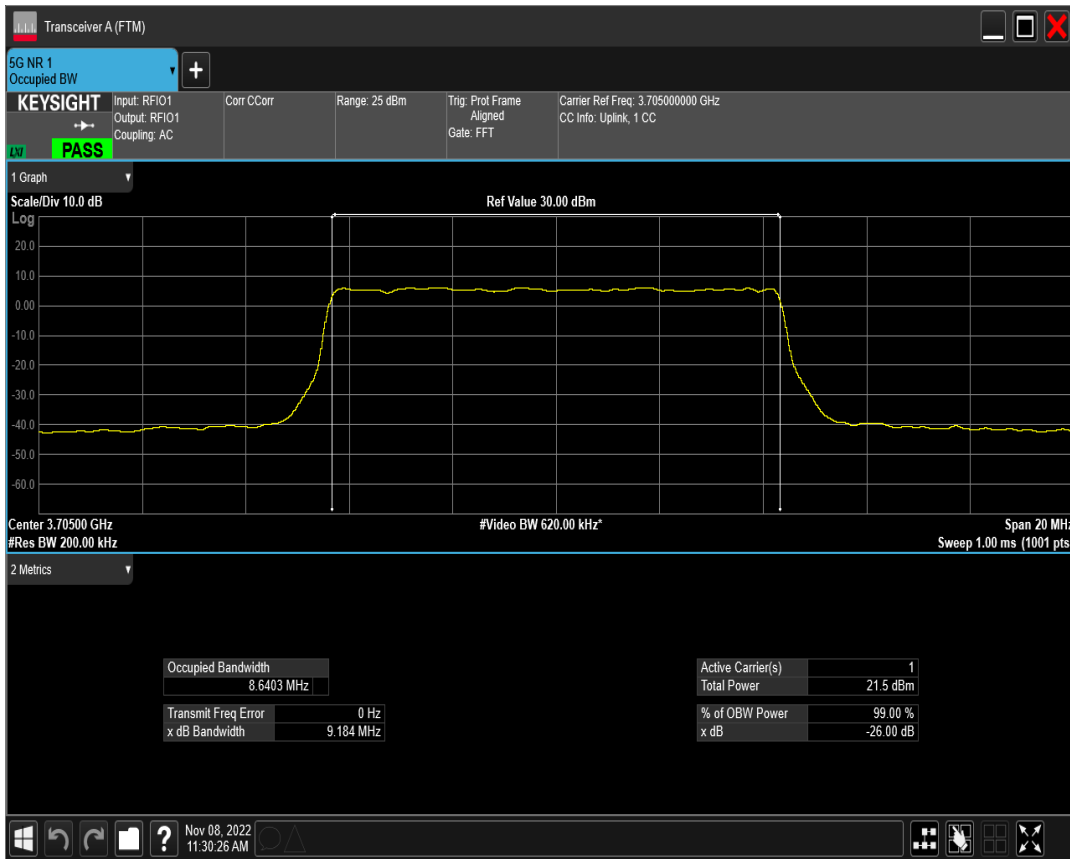 Transceiver A (FTM)
5G NR 1
Occupied BW
+
KEYSIGHT
LXI
PASS
Input: RFIO1
Output: RFIO1
Coupling: AC
Corr CCorr
Range: 25 dBm
Trig: Prot Frame
Aligned
Gate: FFT
Carrier Ref Freq: 3.705000000 GHz
CC Info: Uplink, 1 CC
1 Graph
Scale/Div 10.0 dB
Ref Value 30.00 dBm
Log
20.0
10.0
0.00
-10.0
-20.0
-30.0
-40.0
-50.0
-60.0
Center 3.70500 GHz
#Video BW 620.00 kHz*
Span 20 MHz
#Res BW 200.00 kHz
Sweep 1.00 ms (1001 pts
2 Metrics
Occupied Bandwidth
8.6403 MHz
Transmit Freq Error 0 Hz
x dB Bandwidth 9.184 MHz
Active Carrier(s) 1
Total Power 21.5 dBm
% of OBW Power 99.00 %
x dB -26.00 dB
?
Nov 08, 2022
11:30:26 AM